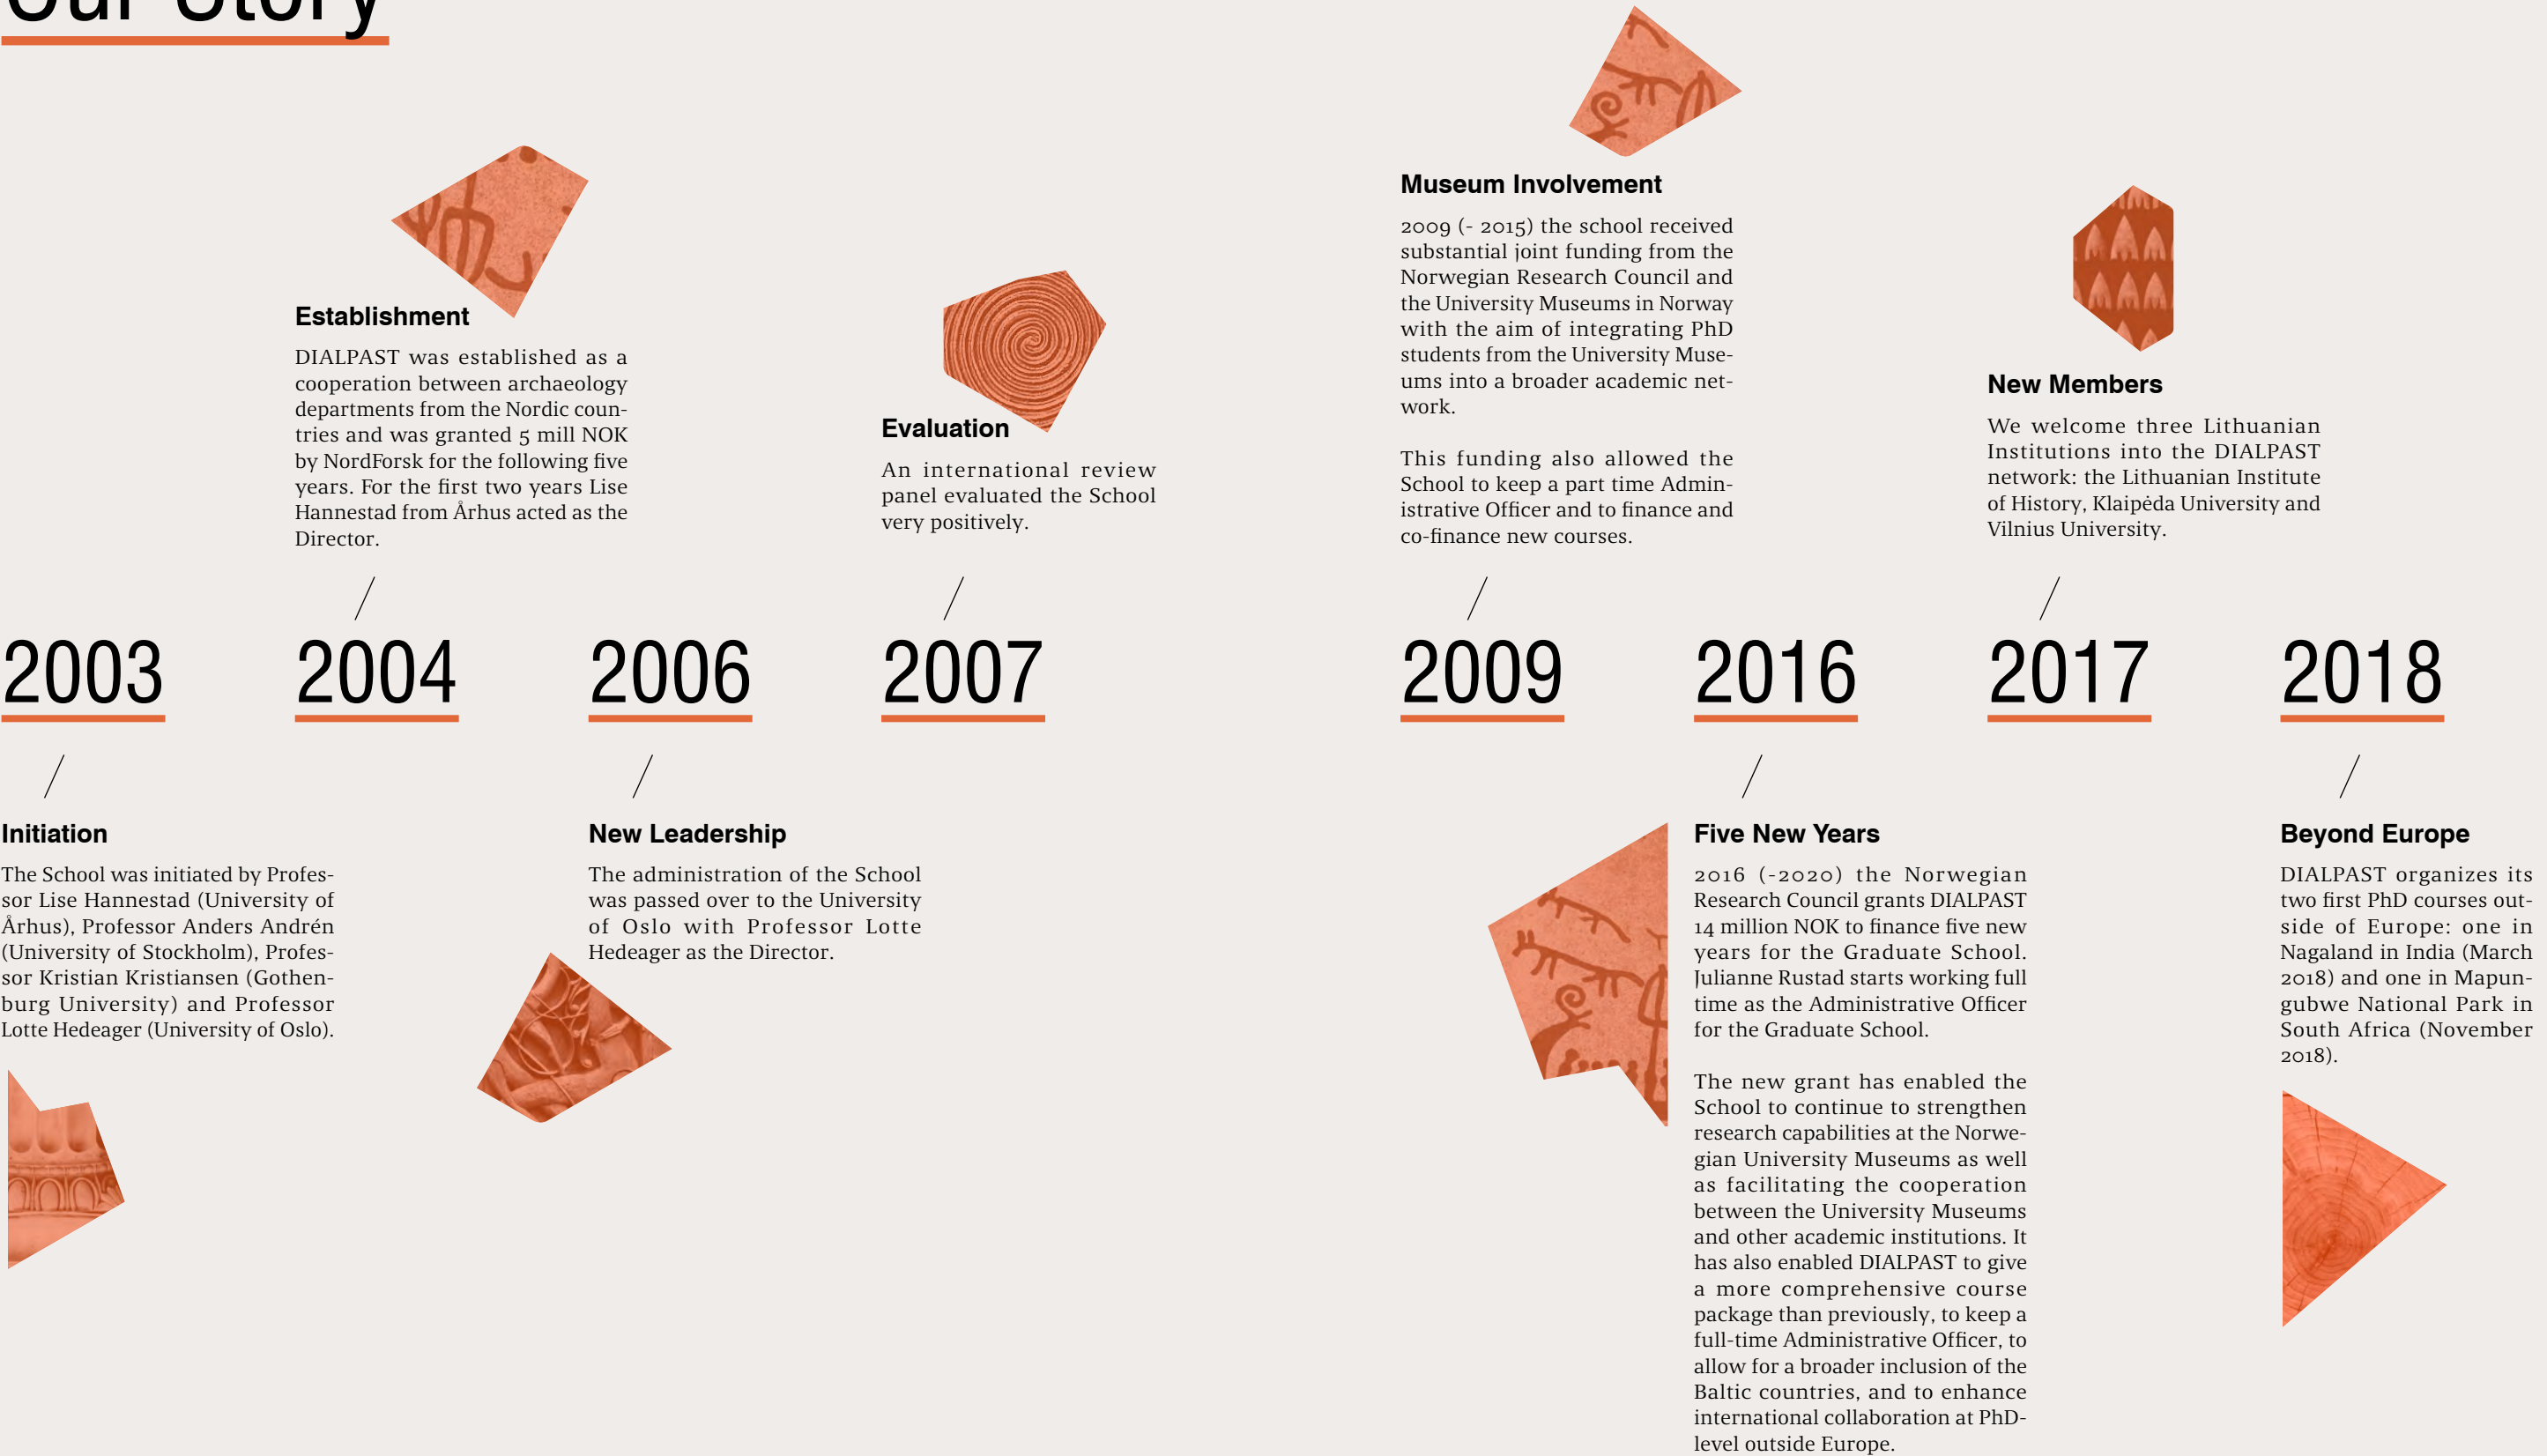 Our Story
Establishment
DIALPAST was established as a
cooperation between archaeology
departments from the Nordic coun-
tries and was granted 5 mill NOK
by NordForsk for the following five
years. For the first two years Lise
Hannestad from Århus acted as the
Director.
Evaluation
An international review
panel evaluated the School
very positively.
Museum Involvement
2009 (- 2015) the school received
substantial joint funding from the
Norwegian Research Council and
the University Museums in Norway
with the aim of integrating PhD
students from the University Muse-
ums into a broader academic net-
work.
This funding also allowed the
School to keep a part time Admin-
istrative Officer and to finance and
co-finance new courses.
New Members
We welcome three Lithuanian
Institutions into the DIALPAST
network: the Lithuanian Institute
of History, Klaipėda University and
Vilnius University.
2003
2004
2006
2007
2009
2016
2017
2018
Initiation
The School was initiated by Profes-
sor Lise Hannestad (University of
Århus), Professor Anders Andrén
(University of Stockholm), Profes-
sor Kristian Kristiansen (Gothen-
burg University) and Professor
Lotte Hedeager (University of Oslo).
New Leadership
The administration of the School
was passed over to the University
of Oslo with Professor Lotte
Hedeager as the Director.
Five New Years
2016 (-2020) the Norwegian
Research Council grants DIALPAST
14 million NOK to finance five new
years for the Graduate School.
Julianne Rustad starts working full
time as the Administrative Officer
for the Graduate School.
The new grant has enabled the
School to continue to strengthen
research capabilities at the Norwe-
gian University Museums as well
as facilitating the cooperation
between the University Museums
and other academic institutions. It
has also enabled DIALPAST to give
a more comprehensive course
package than previously, to keep a
full-time Administrative Officer, to
allow for a broader inclusion of the
Baltic countries, and to enhance
international collaboration at PhD-
level outside Europe.
Beyond Europe
DIALPAST organizes its
two first PhD courses out-
side of Europe: one in
Nagaland in India (March
2018) and one in Mapun-
gubwe National Park in
South Africa (November
2018).